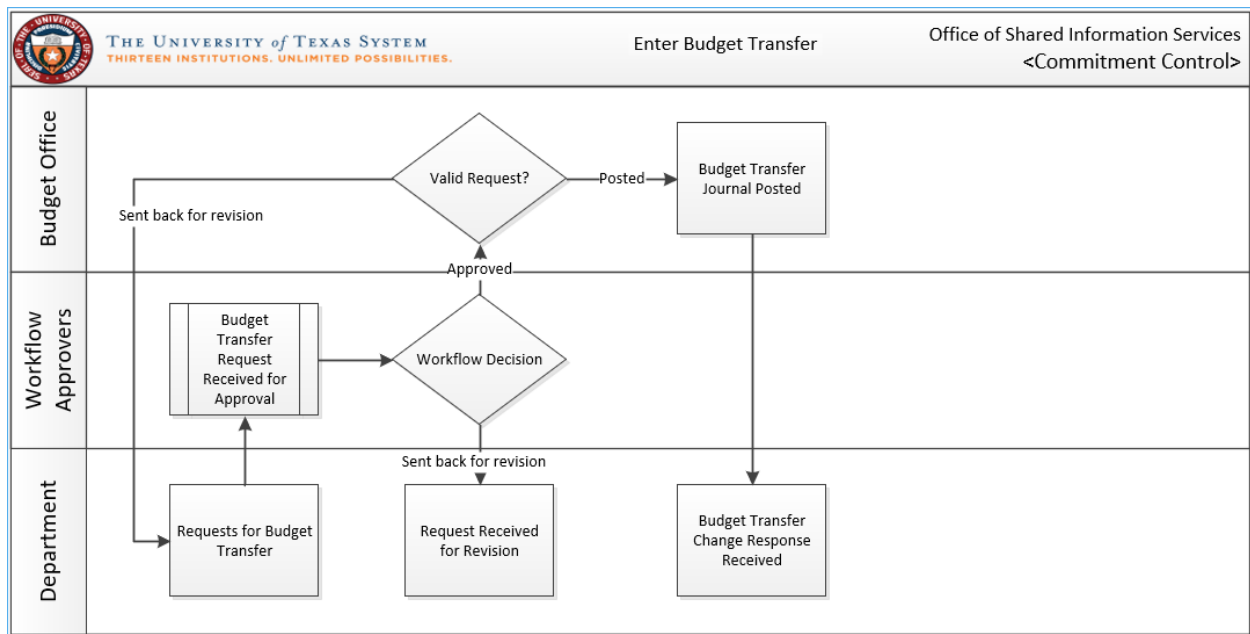 THE UNIVERSITY of TEXAS SYSTEM
THIRTEEN INSTITUTIONS. UNLIMITED POSSIBILITIES.
Enter Budget Transfer
Office of Shared Information Services
<Commitment Control>
Budget Office
Valid Request?
Posted
Budget Transfer
Journal Posted
Sent back for revision
Approved
Workflow
Approvers
Budget
Transfer
Request
Received for
Approval
Workflow Decision
Sent back for revision
Department
Requests for Budget
Transfer
Request Received
for Revision
Budget Transfer
Change Response
Received